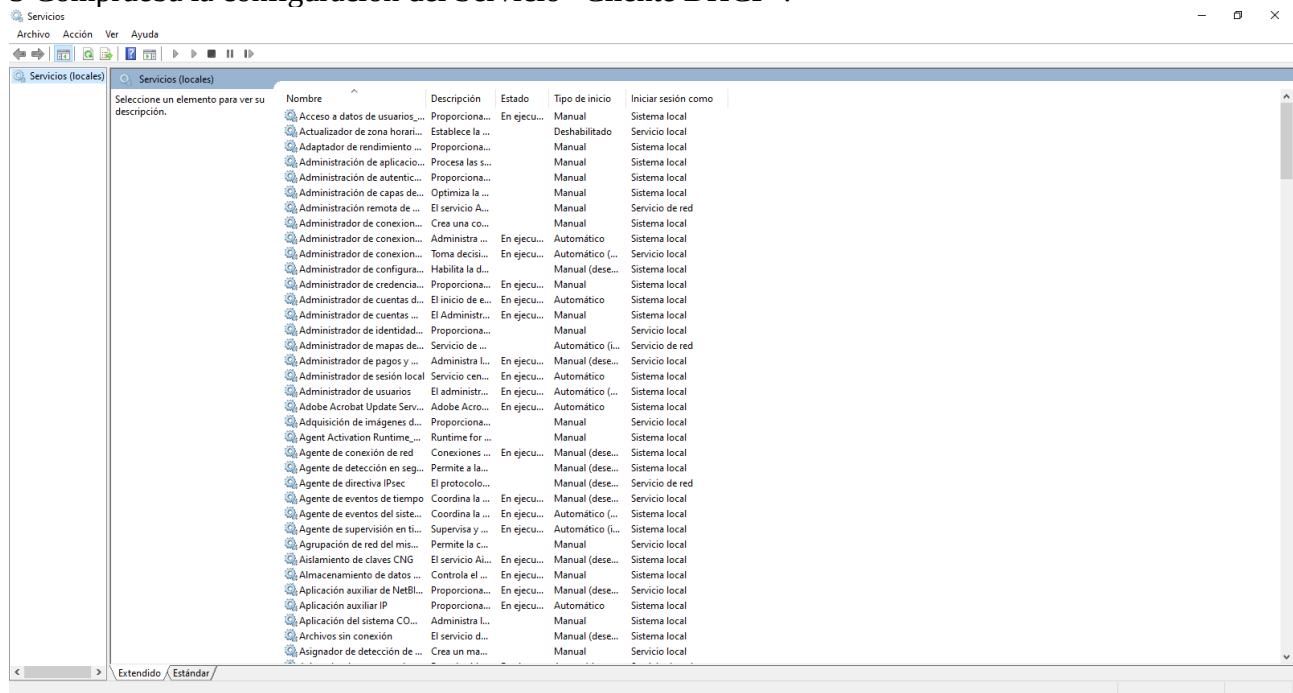 Servicios
Archivo Acción Ver Ayuda
Servicios (locales)
Servicios (locales)
Seleccione un elemento para ver su
descripción.
Nombre Descripción Estado Tipo de inicio Iniciar sesión como
Acceso a datos de usuarios_... Proporciona... En ejecu... Manual Sistema local
Actualizador de zona horari... Establece la ... Deshabilitado Servicio local
Adaptador de rendimiento ... Proporciona... Manual Sistema local
Administración de aplicacio... Procesa las s... Manual Sistema local
Administración de autentic... Proporciona... Manual Sistema local
Administración de capas de... Optimiza la ... Manual Sistema local
Administración remota de ... El servicio A... Manual Servicio de red
Administrador de conexion... Crea una co... Manual Sistema local
Administrador de conexion... Administra ... En ejecu... Automático Sistema local
Administrador de conexion... Toma decisi... En ejecu... Automático (... Servicio local
Administrador de configura... Habilita la d... Manual (dese... Sistema local
Administrador de credencia... Proporciona... En ejecu... Manual Sistema local
Administrador de cuentas d... El inicio de e... En ejecu... Automático Sistema local
Administrador de cuentas ... El Administr... En ejecu... Manual Sistema local
Administrador de identidad... Proporciona... Manual Servicio local
Administrador de mapas de... Servicio de ... Automático (i... Servicio de red
Administrador de pagos y ... Administra l... En ejecu... Manual (dese... Servicio local
Administrador de sesión local Servicio cen... En ejecu... Automático Sistema local
Administrador de usuarios El administr... En ejecu... Automático (... Sistema local
Adobe Acrobat Update Serv... Adobe Acro... En ejecu... Automático Sistema local
Adquisición de imágenes d... Proporciona... Manual Servicio local
Agent Activation Runtime_... Runtime for ... Manual Sistema local
Agente de conexión de red Conexiones ... En ejecu... Manual (dese... Sistema local
Agente de detección en seg... Permite a la... Manual (dese... Sistema local
Agente de directiva IPsec El protocolo... Manual (dese... Servicio de red
Agente de eventos de tiempo Coordina la ... En ejecu... Manual (dese... Servicio local
Agente de eventos del siste... Coordina la ... En ejecu... Automático (... Sistema local
Agente de supervisión en ti... Supervisa y ... En ejecu... Automático (i... Sistema local
Agrupación de red del mis... Permite la c... Manual Servicio local
Aislamiento de claves CNG El servicio Ai... En ejecu... Manual (dese... Sistema local
Almacenamiento de datos ... Controla el ... En ejecu... Manual Sistema local
Aplicación auxiliar de NetBI... Proporciona... En ejecu... Manual (dese... Servicio local
Aplicación auxiliar IP Proporciona... En ejecu... Automático Sistema local
Aplicación del sistema CO... Administra l... Manual Sistema local
Archivos sin conexión El servicio d... Manual (dese... Sistema local
Asignador de detección de ... Crea un ma... Manual Servicio local
Extendido Estándar